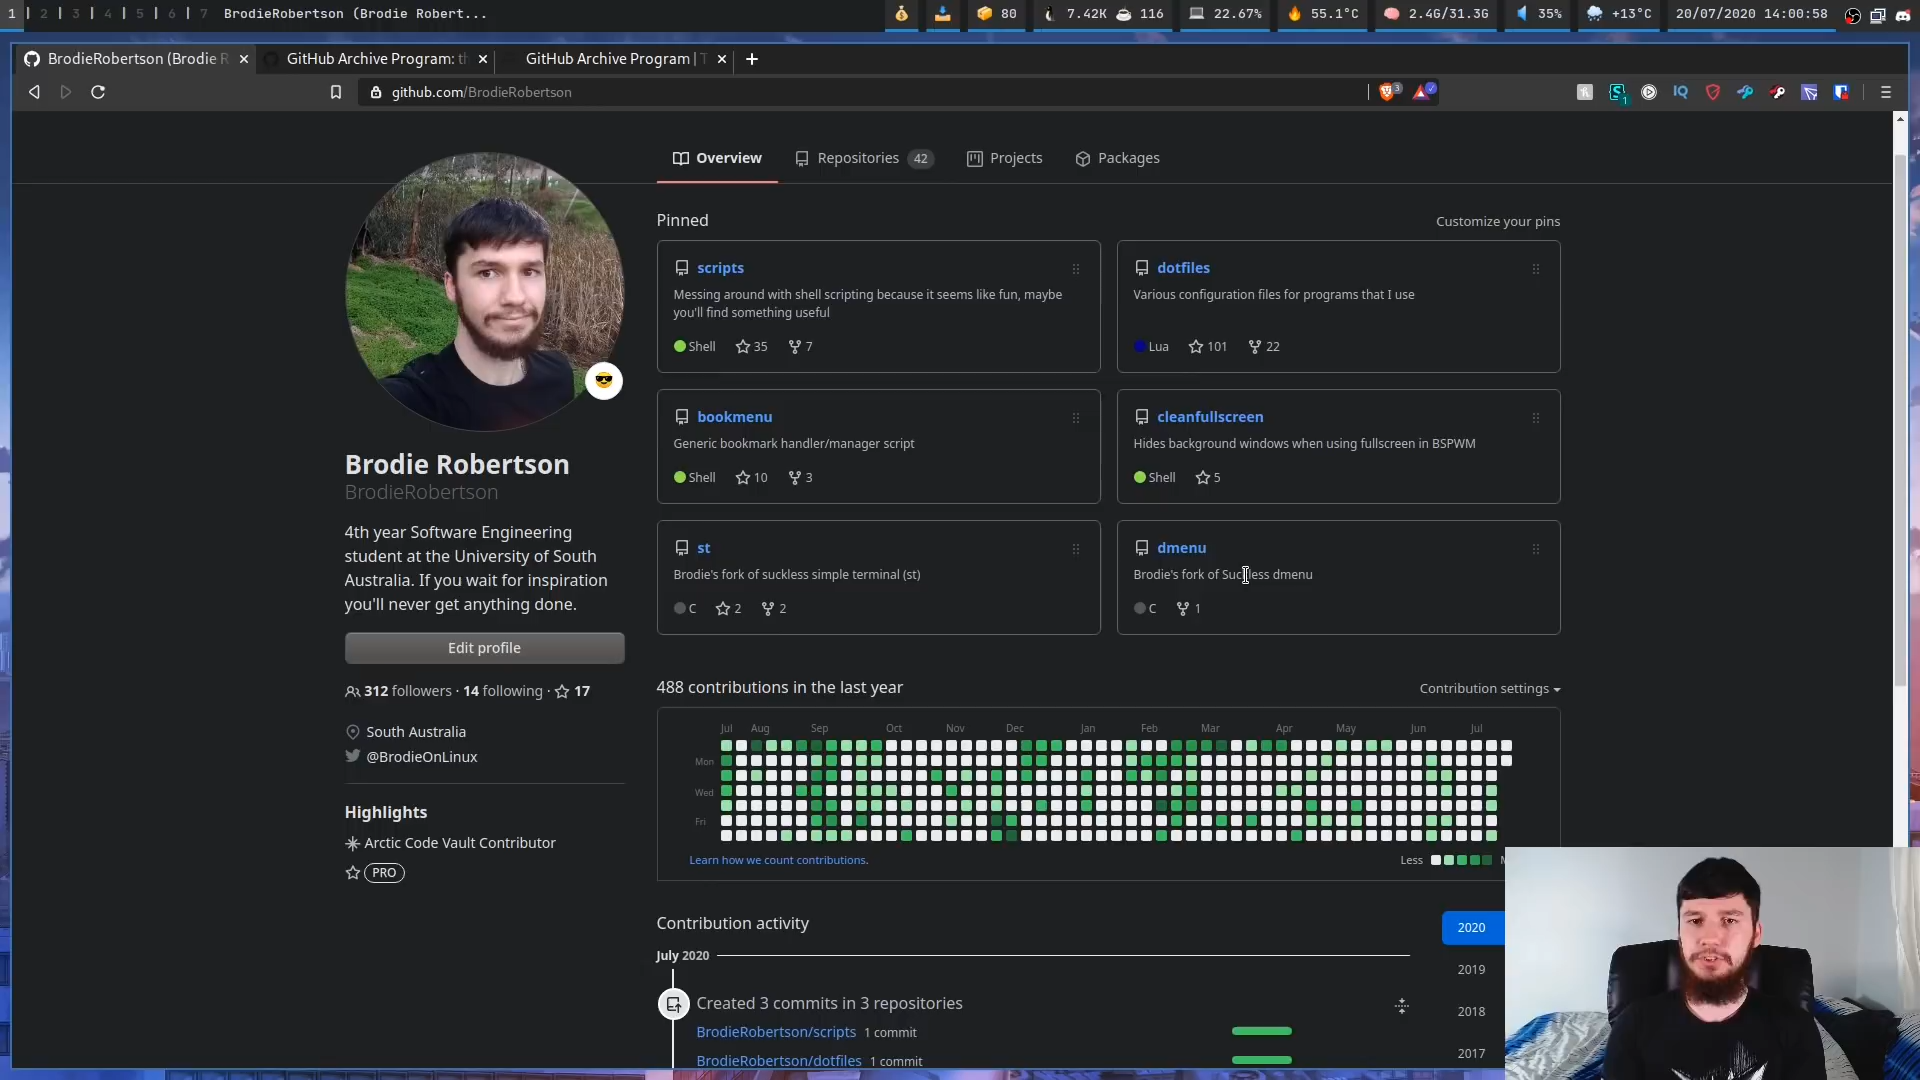 1 | 2 | 3 | 4 | 5 | 6 | 7 BrodieRobertson (Brodie Robert...
80 7.42K 116 22.67% 55.1°C 2.4G/31.3G 35% +13°C 20/07/2020 14:00:58
BrodieRobertson (Brodie R
GitHub Archive Program: th
GitHub Archive Program | T
github.com/BrodieRobertson
Overview
Repositories 42
Projects
Packages
Brodie Robertson
BrodieRobertson
4th year Software Engineering
student at the University of South
Australia. If you wait for inspiration
you'll never get anything done.
Edit profile
312 followers · 14 following · 17
South Australia
@BrodieOnLinux
Highlights
Arctic Code Vault Contributor
PRO
Pinned
Customize your pins
scripts
Messing around with shell scripting because it seems like fun, maybe
you'll find something useful
Shell 35 7
dotfiles
Various configuration files for programs that I use
Lua 101 22
bookmenu
Generic bookmark handler/manager script
Shell 10 3
cleanfullscreen
Hides background windows when using fullscreen in BSPWM
Shell 5
st
Brodie's fork of suckless simple terminal (st)
C 2 2
dmenu
Brodie's fork of Suckless dmenu
C 1
488 contributions in the last year
Contribution settings
Jul Aug Sep Oct Nov Dec Jan Feb Mar Apr May Jun Jul
Mon
Wed
Fri
Learn how we count contributions.
Less
Contribution activity
2020
2019
2018
2017
July 2020
Created 3 commits in 3 repositories
BrodieRobertson/scripts 1 commit
BrodieRobertson/dotfiles 1 commit